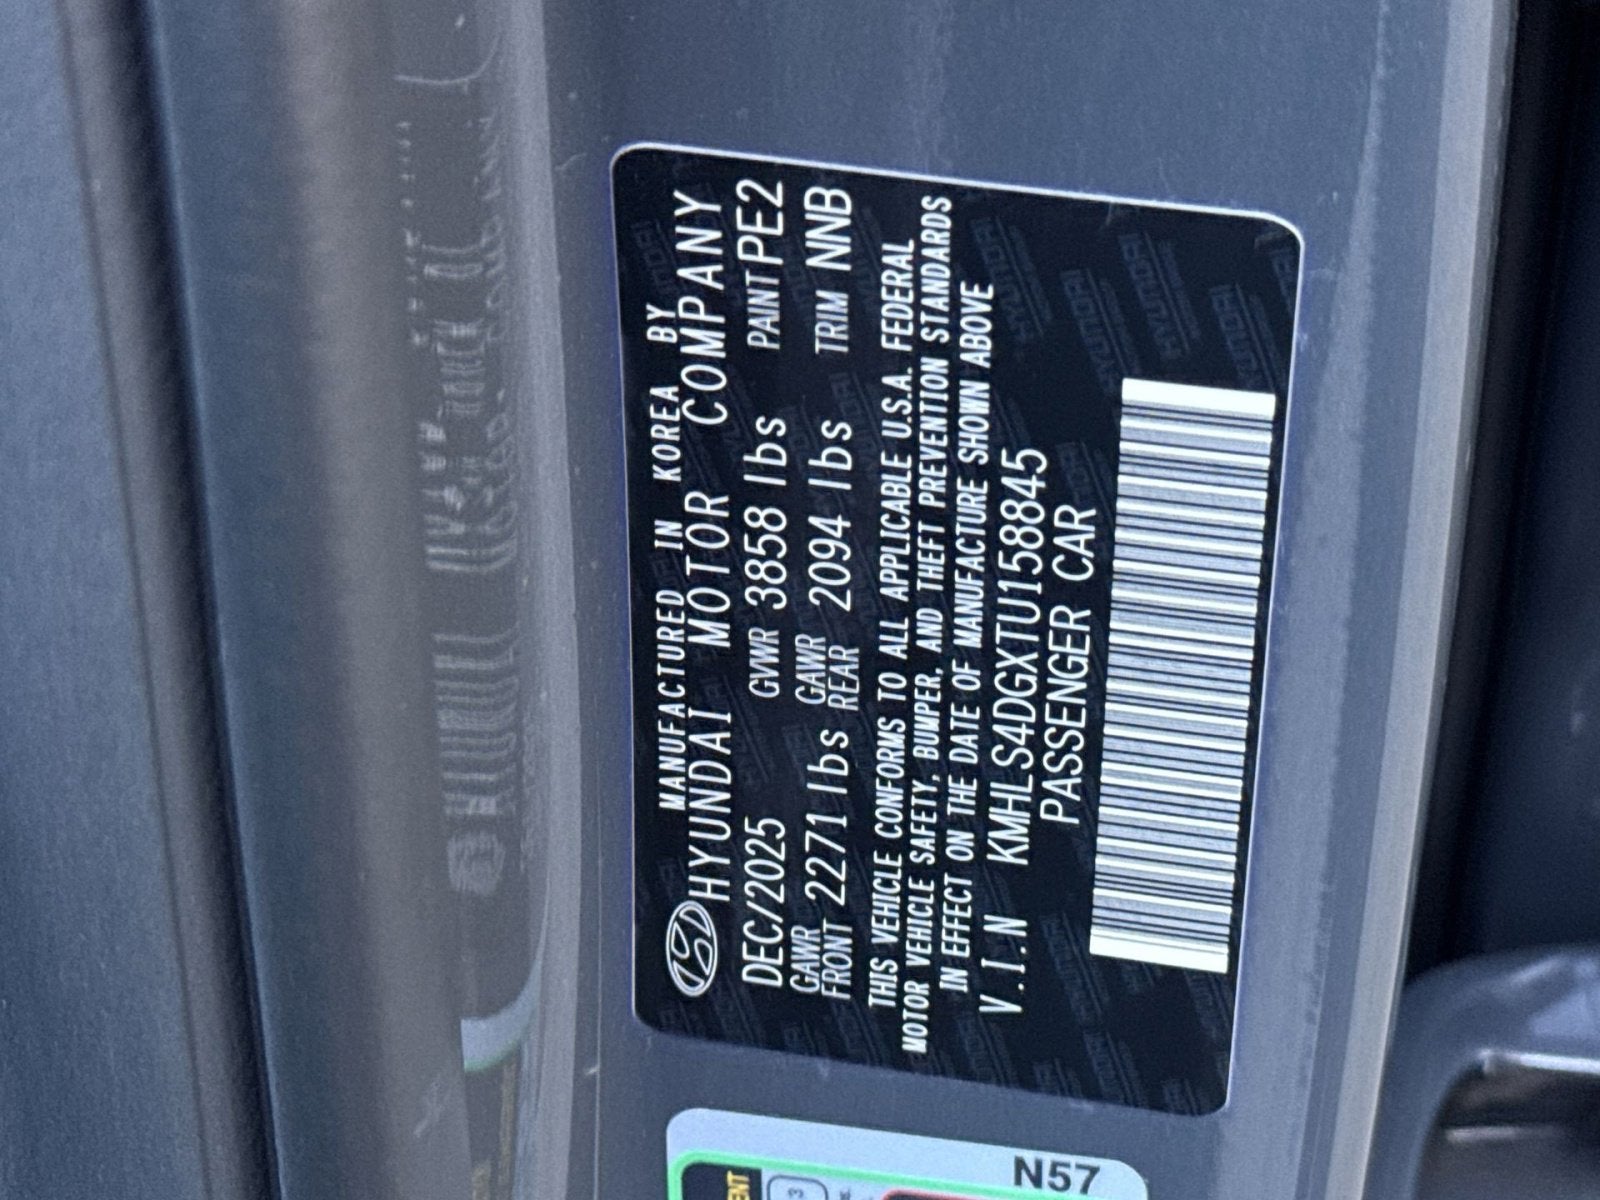 MANUFACTURED IN KOREA BY
HYUNDAI MOTOR COMPANY
DEC/2025 GVWR 3858 lbs PAINT PE2
GAWR FRONT 2271 lbs GAWR REAR 2094 lbs TRIM NNB
THIS VEHICLE CONFORMS TO ALL APPLICABLE U.S.A. FEDERAL
MOTOR VEHICLE SAFETY, BUMPER, AND THEFT PREVENTION STANDARDS
IN EFFECT ON THE DATE OF MANUFACTURE SHOWN ABOVE
V.I.N KMHLS4DGXTU158845
PASSENGER CAR
N57